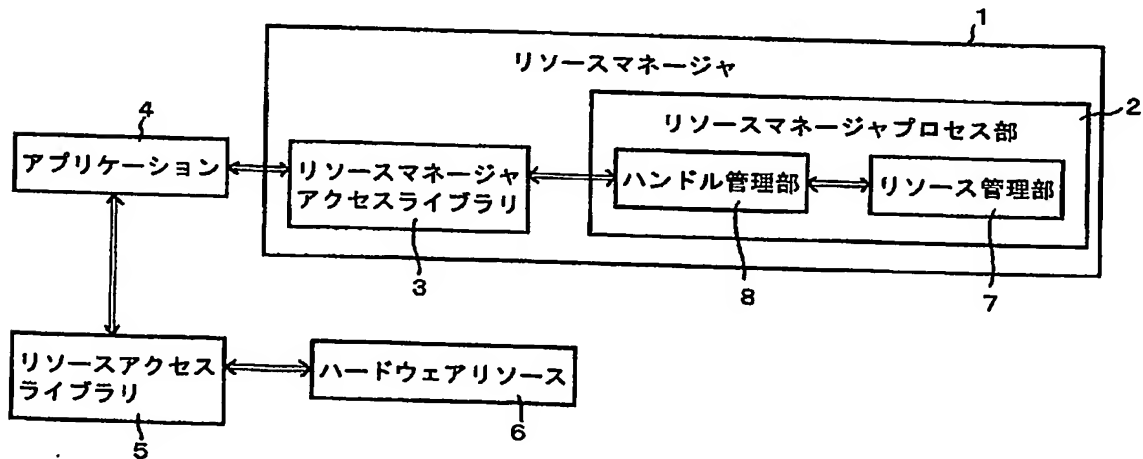 1
リソースマネージャ
2
リソースマネージャプロセス部
4
アプリケーション
リソースマネージャ
アクセスライブラリ
ハンドル管理部
リソース管理部
3
8
7
リソースアクセス
ライブラリ
ハードウェアリソース
5
6